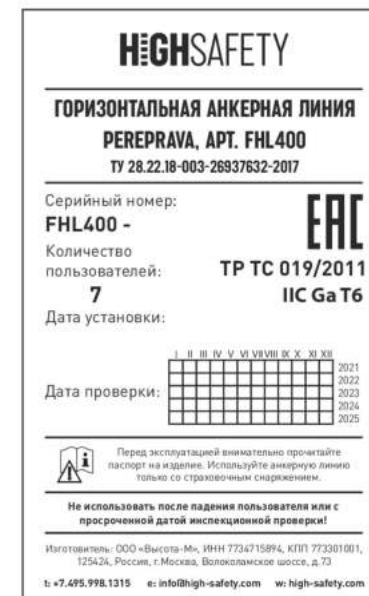 HIGHSAFETY
ГОРИЗОНТАЛЬНАЯ АНКЕРНАЯ ЛИНИЯ
PEREPRAVA, АРТ. FHL400
ТУ 28.22.18-003-26937632-2017
Серийный номер:
FHL400 -
EAC
Количество
пользователей:
7
ТР ТС 019/2011
IIC Ga T6
Дата установки:
I II III IV V VI VII VIII IX X XI XII
2021
2022
Дата проверки:
2023
2024
2025
Перед эксплуатацией внимательно прочитайте
паспорт на изделие. Используйте анкерную линию
только со страховочным снаряжением.
Не использовать после падения пользователя или с
просроченной датой инспекционной проверки!
Изготовитель: ООО «Высота-М», ИНН 7734715894, КПП 773301001,
125424, Россия, г.Москва, Волоколамское шоссе, д.73
t: +7.495.998.1315 e: info@high-safety.com w: high-safety.com